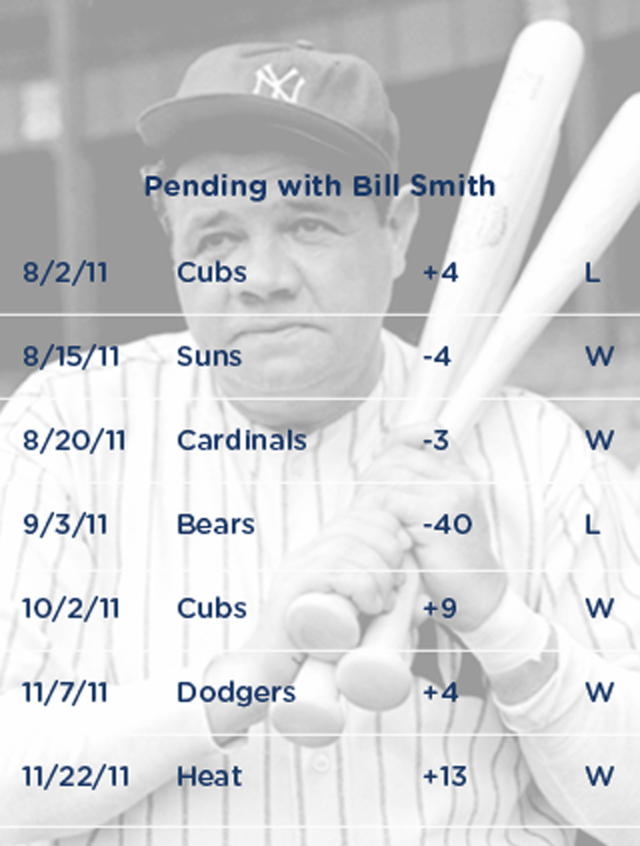 NY
Pending with Bill Smith
8/2/11 Cubs +4 L
8/15/11 Suns -4 W
8/20/11 Cardinals -3 W
9/3/11 Bears -40 L
10/2/11 Cubs +9 W
11/7/11 Dodgers +4 W
11/22/11 Heat +13 W